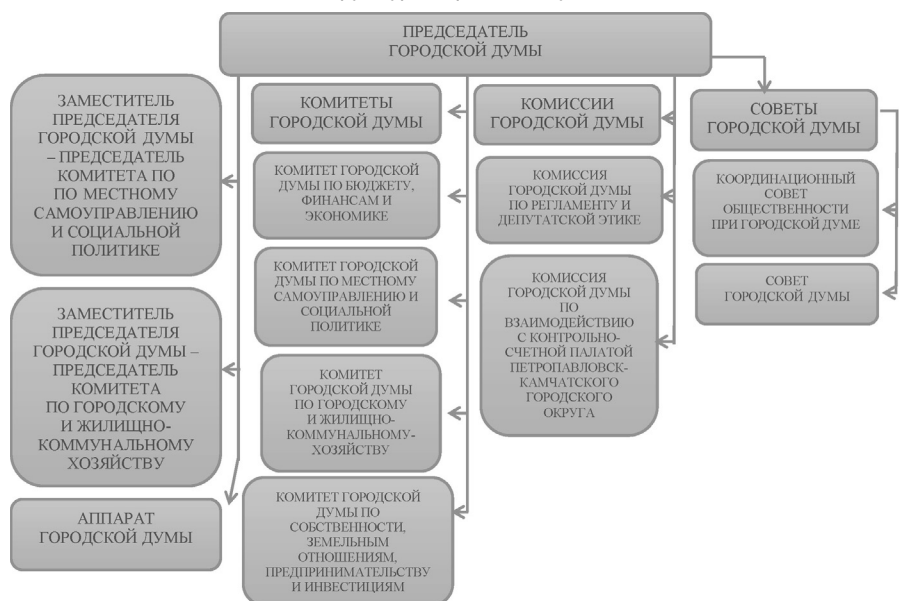 ПРЕДСЕДАТЕЛЬ
ГОРОДСКОЙ ДУМЫ
ЗАМЕСТИТЕЛЬ
ПРЕДСЕДАТЕЛЯ
ГОРОДСКОЙ ДУМЫ
– ПРЕДСЕДАТЕЛЬ
КОМИТЕТА ПО
ПО МЕСТНОМУ
САМОУПРАВЛЕНИЮ
И СОЦИАЛЬНОЙ
ПОЛИТИКЕ
ЗАМЕСТИТЕЛЬ
ПРЕДСЕДАТЕЛЯ
ГОРОДСКОЙ ДУМЫ –
ПРЕДСЕДАТЕЛЬ
КОМИТЕТА
ПО ГОРОДСКОМУ
И ЖИЛИЩНО-
КОММУНАЛЬНОМУ
ХОЗЯЙСТВУ
АППАРАТ
ГОРОДСКОЙ ДУМЫ
КОМИТЕТЫ
ГОРОДСКОЙ ДУМЫ
КОМИТЕТ ГОРОДСКОЙ
ДУМЫ ПО БЮДЖЕТУ,
ФИНАНСАМ И
ЭКОНОМИКЕ
КОМИТЕТ ГОРОДСКОЙ
ДУМЫ ПО МЕСТНОМУ
САМОУПРАВЛЕНИЮ И
СОЦИАЛЬНОЙ
ПОЛИТИКЕ
КОМИТЕТ
ГОРОДСКОЙ ДУМЫ
ПО ГОРОДСКОМУ
И ЖИЛИЩНО-
КОММУНАЛЬНОМУ-
ХОЗЯЙСТВУ
КОМИТЕТ ГОРОДСКОЙ
ДУМЫ ПО
СОБСТВЕННОСТИ,
ЗЕМЕЛЬНЫМ
ОТНОШЕНИЯМ,
ПРЕДПРИНИМАТЕЛЬСТВУ
И ИНВЕСТИЦИЯМ
КОМИССИИ
ГОРОДСКОЙ ДУМЫ
КОМИССИЯ
ГОРОДСКОЙ ДУМЫ
ПО РЕГЛАМЕНТУ И
ДЕПУТАТСКОЙ ЭТИКЕ
КОМИССИЯ
ГОРОДСКОЙ ДУМЫ
ПО
ВЗАИМОДЕЙСТВИЮ
С КОНТРОЛЬНО-
СЧЕТНОЙ ПАЛАТОЙ
ПЕТРОПАВЛОВСК-
КАМЧАТСКОГО
ГОРОДСКОГО
ОКРУГА
СОВЕТЫ
ГОРОДСКОЙ ДУМЫ
КООРДИНАЦИОННЫЙ
СОВЕТ
ОБЩЕСТВЕННОСТИ
ПРИ ГОРОДСКОЙ ДУМЕ
СОВЕТ
ГОРОДСКОЙ ДУМЫ